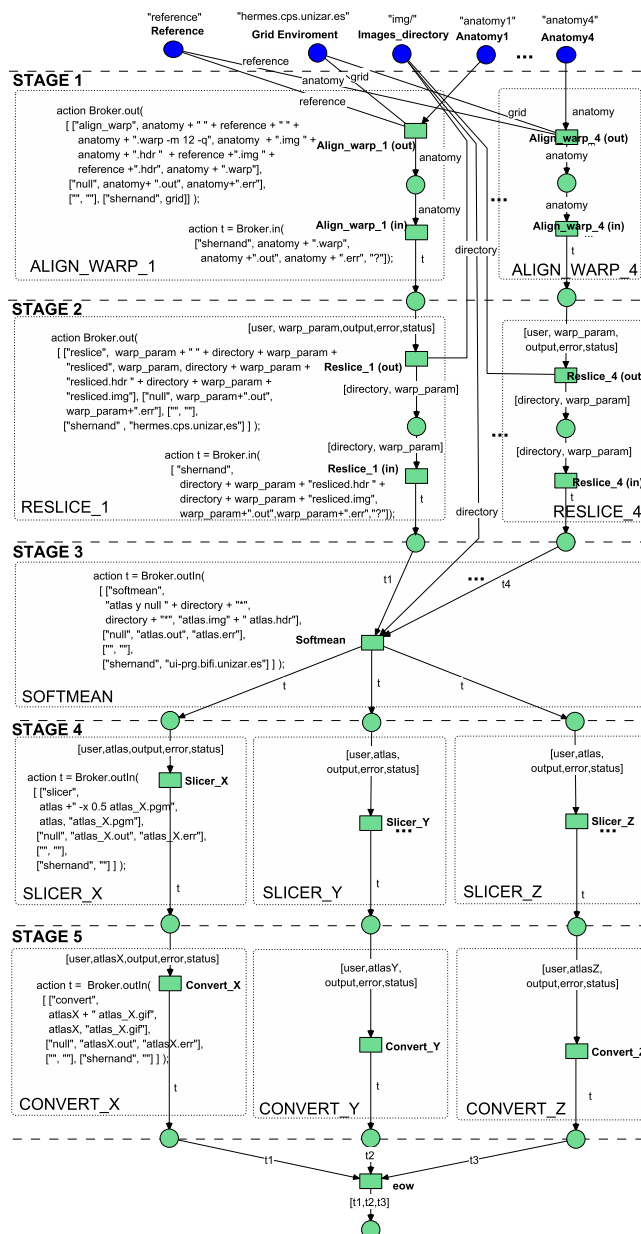 "reference"
Reference
"hermes.cps.unizar.es"
Grid Enviroment
"img/"
Images_directory
"anatomy1"
Anatomy1
...
"anatomy4"
Anatomy4
STAGE 1
reference
anatomy
grid
reference
grid
anatomy
action Broker.out(
[ ["align_warp", anatomy + " " + reference + " " +
anatomy + ".warp -m 12 -q", anatomy + ".img " +
anatomy + ".hdr " + reference +".img " +
reference +".hdr", anatomy + ".warp"],
["null", anatomy+ ".out", anatomy+".err"],
["", ""], ["shernand", grid]] );
Align_warp_1 (out)
anatomy
anatomy
Align_warp_1 (in)
action t = Broker.in(
["shernand", anatomy + ".warp",
anatomy +".out", anatomy + ".err", "?"]);
t
ALIGN_WARP_1
...
directory
Align_warp_4 (out)
anatomy
anatomy
Align_warp_4 (in)
...
t
ALIGN_WARP_4
STAGE 2
[user, warp_param,output,error,status]
action Broker.out(
[ ["reslice", warp_param + " " + directory + warp_param +
"resliced", warp_param, directory + warp_param +
"resliced.hdr " + directory + warp_param +
"resliced.img"], ["null", warp_param+".out",
warp_param+".err"], ["", ""],
["shernand" , "hermes.cps.unizar,es"] ] );
Reslice_1 (out)
[directory, warp_param]
[directory, warp_param]
Reslice_1 (in)
action t = Broker.in(
[ "shernand",
directory + warp_param + "resliced.hdr " +
directory + warp_param + "resliced.img",
warp_param+".out",warp_param+".err","?"]);
t
RESLICE_1
...
directory
[user, warp_param,
output,error,status]
Reslice_4 (out
[directory, warp_param]
[directory, warp_param]
Reslice_4 (in)
t
RESLICE_4
STAGE 3
t1
...
t4
action t = Broker.outIn(
[ ["softmean",
"atlas y null " + directory + "*",
directory + "*", "atlas.img" + " atlas.hdr"],
["null", "atlas.out", "atlas.err"],
["", ""],
["shernand", "ui-prg.bifi.unizar.es"] ] );
Softmean
t
t
t
SOFTMEAN
STAGE 4
[user,atlas,output,error,status]
action t = Broker.outIn(
[ ["slicer",
atlas +" -x 0.5 atlas_X.pgm",
atlas, "atlas_X.pgm"],
["null", "atlas_X.out", "atlas_X.err"],
["", ""],
["shernand", ""] ] );
Slicer_X
t
SLICER_X
[user,atlas,
output,error,status]
Slicer_Y
...
t
SLICER_Y
[user,atlas,
output,error,status]
Slicer_Z
...
t
SLICER_Z
STAGE 5
[user,atlasX,output,error,status]
action t = Broker.outIn(
[ ["convert",
atlasX + " atlas_X.gif",
atlasX, "atlas_X.gif"],
["null", "atlasX.out", "atlasX.err"],
["", ""], ["shernand", ""] ] );
Convert_X
t
CONVERT_X
[user,atlasY,
output,error,status]
Convert_Y
t
CONVERT_Y
[user,atlasZ,
output,error,status]
Convert_Z
t
CONVERT_Z
t1
t2
t3
eow
[t1,t2,t3]